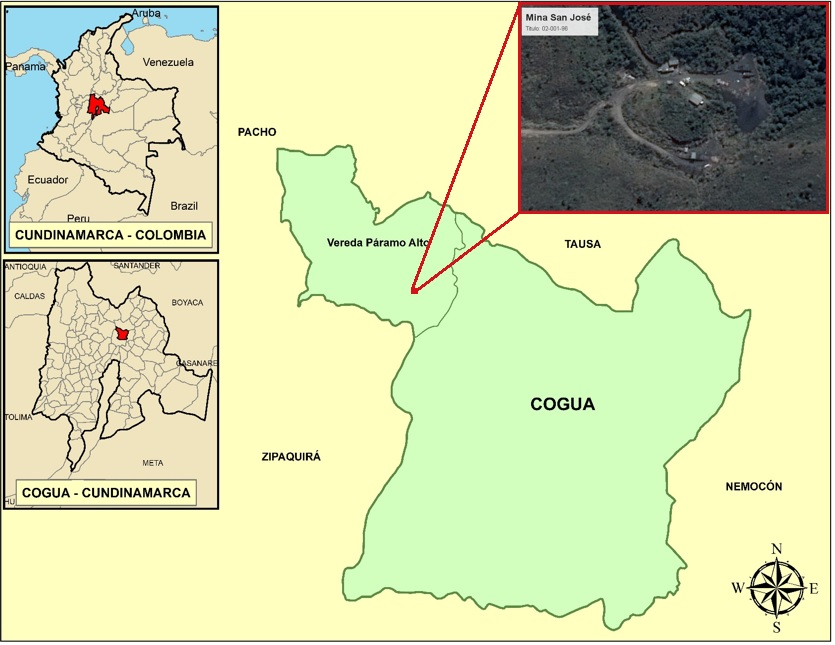 Aruba
Panama
Venezuela
Ecuador
Brazil
Peru
CUNDINAMARCA - COLOMBIA
ANTIOQUIA
SANTANDER
CALDAS
BOYACA
CASANARE
TOLIMA
META
HU
COGUA - CUNDINAMARCA
Mina San José
Título: 02-001-98
PACHO
Vereda Páramo Alto
TAUSA
COGUA
ZIPAQUIRÁ
NEMOCÓN
N
W E
S